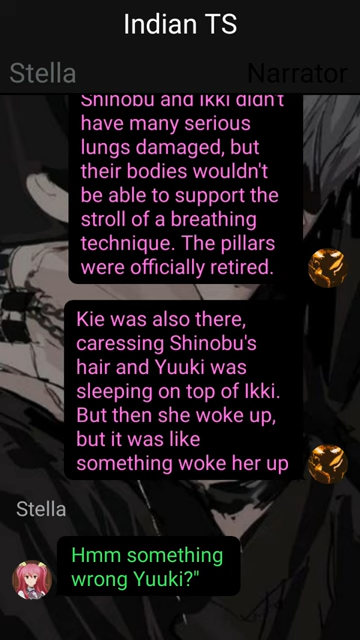 Indian TS
Stella
Narrator
Shinobu and Ikki didn't
have many serious
lungs damaged, but
their bodies wouldn't
be able to support the
stroll of a breathing
technique. The pillars
were officially retired.
Kie was also there,
caressing Shinobu's
hair and Yuuki was
sleeping on top of Ikki.
But then she woke up,
but it was like
something woke her up
Stella
Hmm something
wrong Yuuki?"